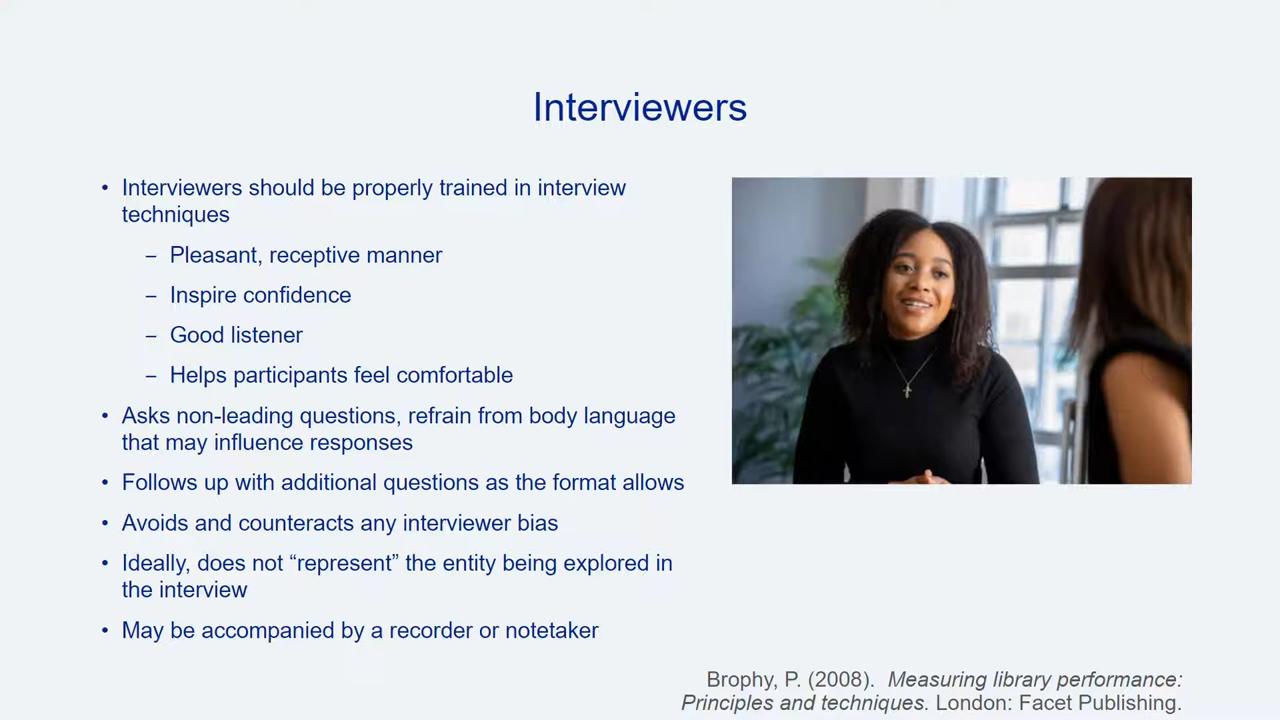 Interviewers
• Interviewers should be properly trained in interview
techniques
– Pleasant, receptive manner
– Inspire confidence
– Good listener
– Helps participants feel comfortable
• Asks non-leading questions, refrain from body language
that may influence responses
• Follows up with additional questions as the format allows
• Avoids and counteracts any interviewer bias
• Ideally, does not “represent” the entity being explored in
the interview
• May be accompanied by a recorder or notetaker
Brophy, P. (2008). Measuring library performance:
Principles and techniques. London: Facet Publishing.